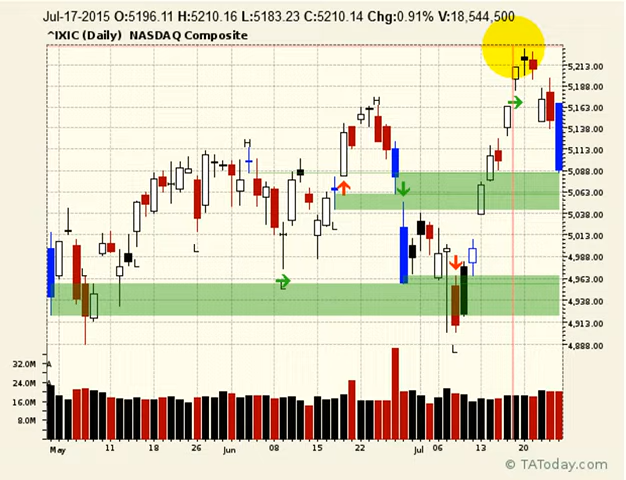 Jul-17-2015 O:5196.11 H:5210.16 L:5183.23 C:5210.14 Chg:0.91% V:18,544,500
^IXIC (Daily) NASDAQ Composite
5,213.00
5,188.00
H
5,163.00
5,138.00
H
5,113.00
5,088.00
5,063.00
L
5,038.00
L
5,013.00
L
4,988.00
L
4,963.00
L
4,938.00
4,913.00
L
4,888.00
32.0M
24.0M
16.0M
8.0M
May 11 18 26 Jun 08 15 22 Jul 06 13 20
© TAToday.com